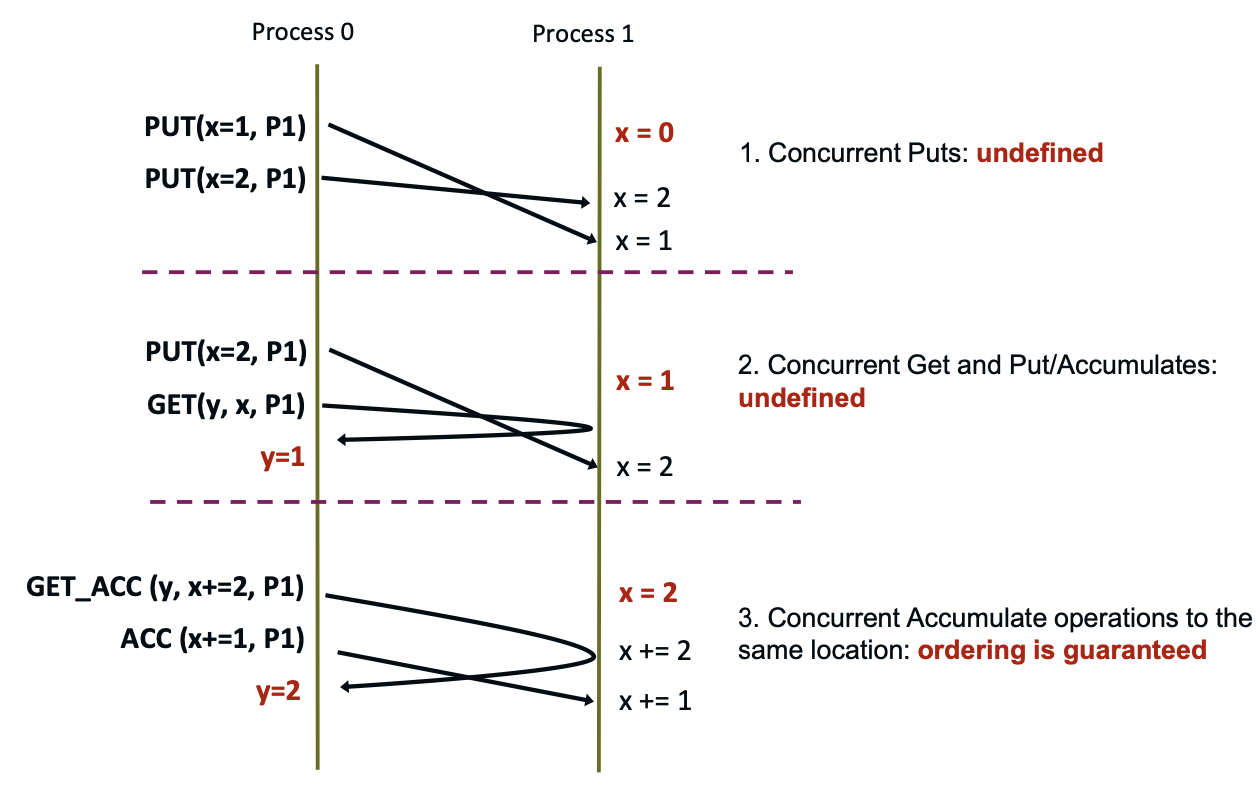 Process 0
Process 1
PUT(x=1, P1)
x = 0
1. Concurrent Puts: undefined
PUT(x=2, P1)
x = 2
x = 1
PUT(x=2, P1)
x = 1
2. Concurrent Get and Put/Accumulates:
undefined
GET(y, x, P1)
y=1
x = 2
GET_ACC (y, x+=2, P1)
x = 2
3. Concurrent Accumulate operations to the
same location: ordering is guaranteed
ACC (x+=1, P1)
x += 2
y=2
x += 1